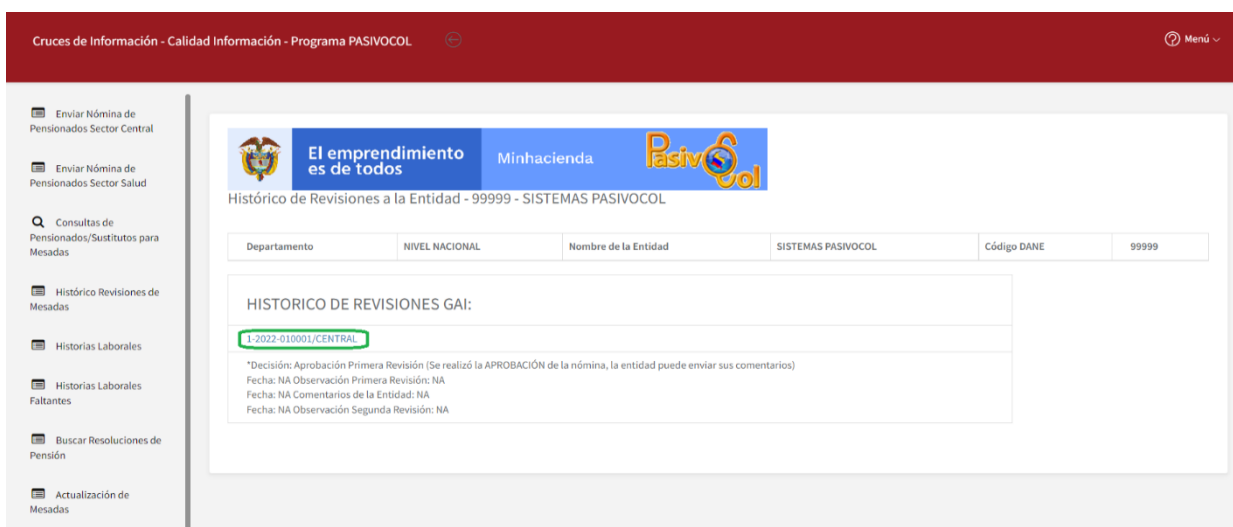 Cruces de Información - Calidad Información - Programa PASIVOCOL
Menú
Enviar Nómina de
Pensionados Sector Central
Enviar Nómina de
Pensionados Sector Salud
Consultas de
Pensionados/Sustitutos para
Mesadas
Histórico Revisiones de
Mesadas
Historias Laborales
Historias Laborales
Faltantes
Buscar Resoluciones de
Pensión
Actualización de
Mesadas
El emprendimiento
es de todos
Minhacienda
PasivoCol
Histórico de Revisiones a la Entidad - 99999 - SISTEMAS PASIVOCOL
Departamento NIVEL NACIONAL Nombre de la Entidad SISTEMAS PASIVOCOL Código DANE 99999
HISTORICO DE REVISIONES GAI:
1-2022-010001/CENTRAL
*Decisión: Aprobación Primera Revisión (Se realizó la APROBACIÓN de la nómina, la entidad puede enviar sus comentarios)
Fecha: NA Observación Primera Revisión: NA
Fecha: NA Comentarios de la Entidad: NA
Fecha: NA Observación Segunda Revisión: NA